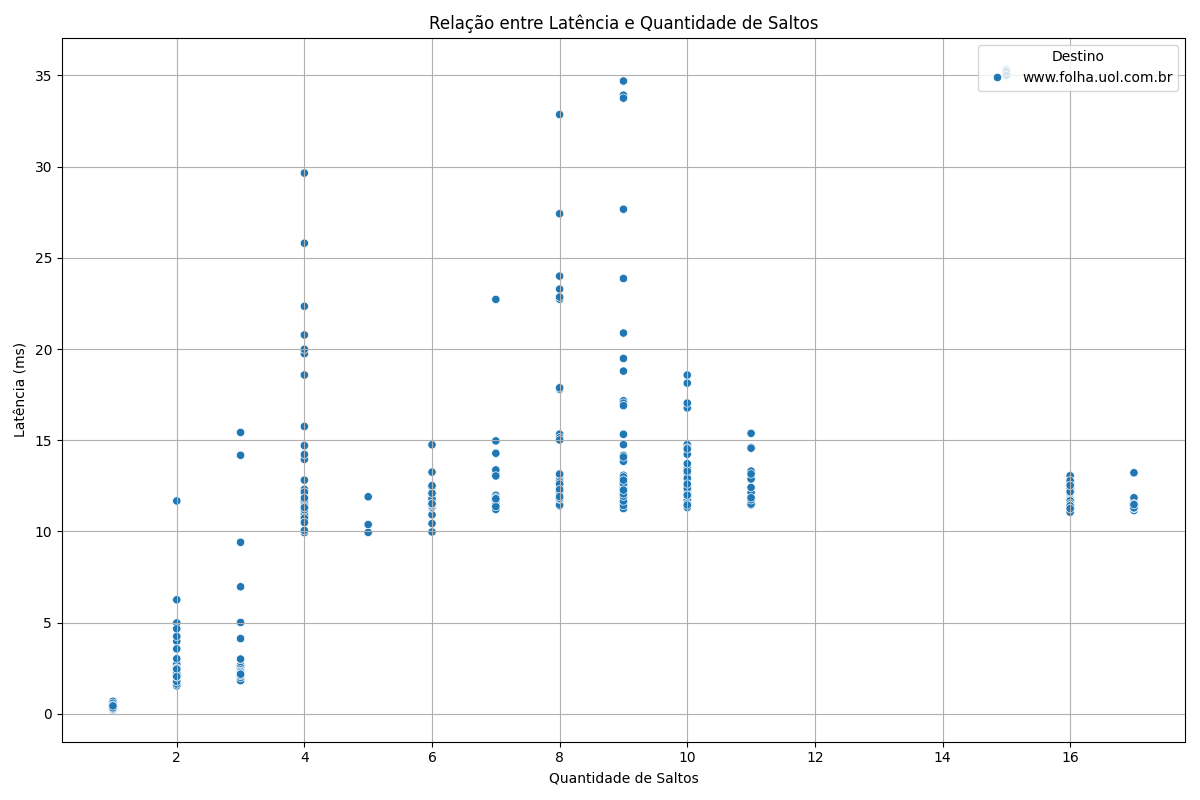 Relação entre Latência e Quantidade de Saltos
Destino
www.folha.uol.com.br
Latência (ms)
35
30
25
20
15
10
5
0
2 4 6 8 10 12 14 16
Quantidade de Saltos